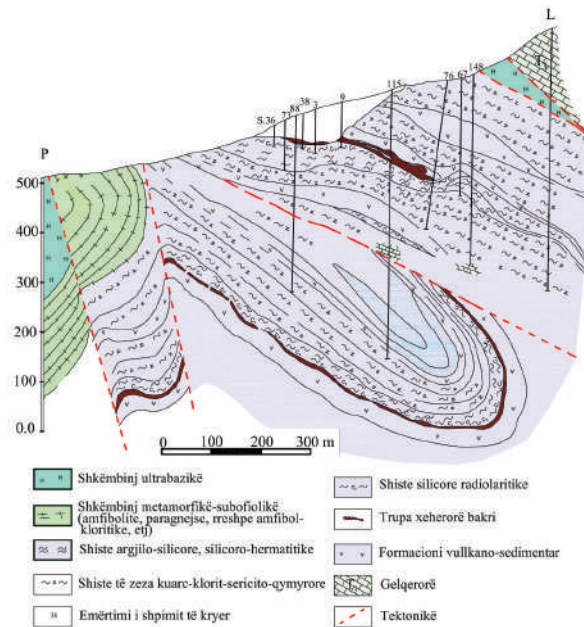 L
T₁
148
67
76
115
9
3
38
88
73
S.36
P
500
400
300
200
100
0.0
0 100 200 300 m
Shkëmbinj ultrabazikë
Shkëmbinj metamorfikë-subofiolikë
(amfibolite, paragnejse, rreshpe amfibol-
kloritike, etj)
Shiste argjilo-silicore, silicoro-hermatitike
Shiste të zeza kuarc-klorit-sericito-qymyrore
Emërtimi i shpimit të kryer
Shiste silicore radiolaritike
Trupa xeherorë bakri
Formacioni vullkano-sedimentar
Gelqerorë
Tektonikë